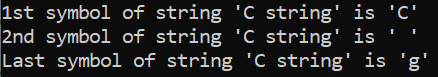 1st symbol of string 'C string' is 'C'
2nd symbol of string 'C string' is ' '
Last symbol of string 'C string' is 'g'